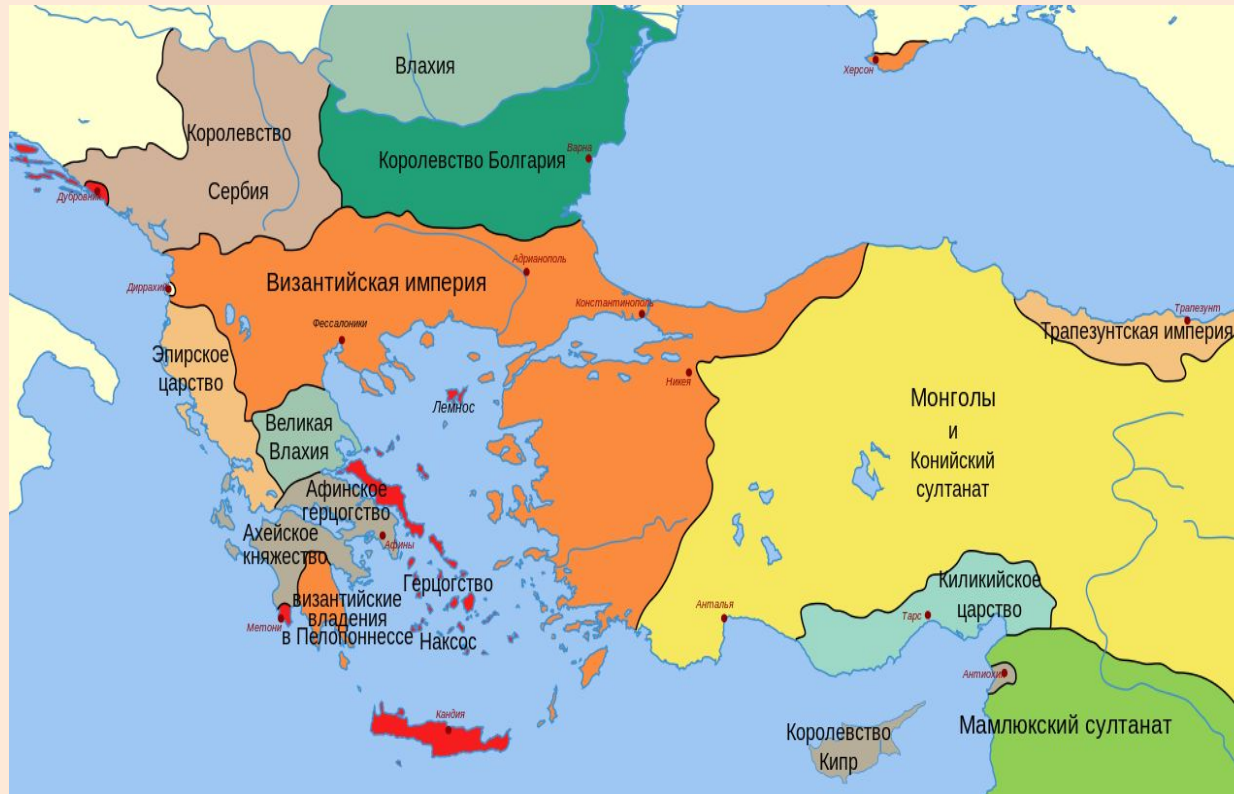 Влахия
Херсон
Королевство
Сербия
Королевство Болгария
Варна
Дубровник
Византийская империя
Адрианополь
Диррахий
Константинополь
Фессалоники
Трапезунт
Трапезунтская империя
Эпирское
царство
Никея
Лемнос
Великая
Влахия
Монголы
и
Конийский
султанат
Афинское
герцогство
Ахейское
княжество
Афины
Герцогство
Наксос
византийские
владения
в Пелопоннессе
Метони
Киликийское
царство
Анталья
Тарс
Антиохия
Кандия
Королевство
Кипр
Мамлюкский султанат